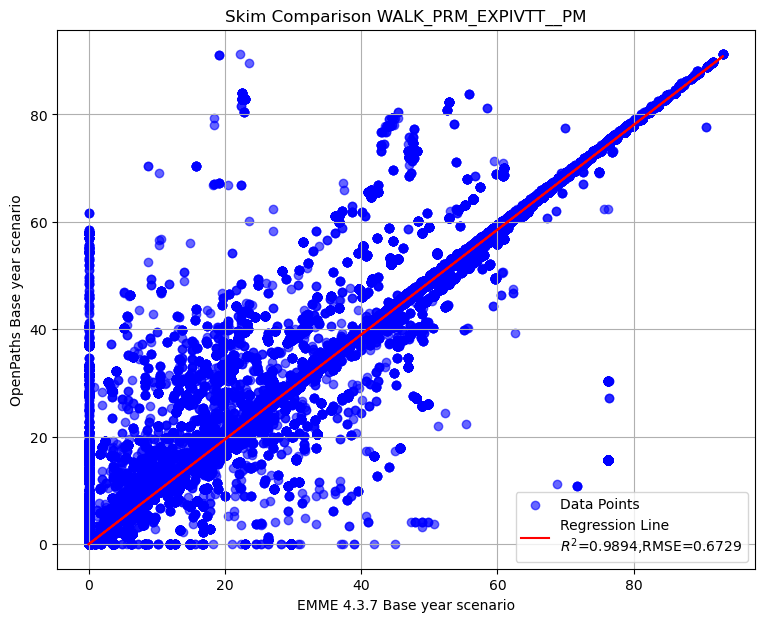 Skim Comparison WALK_PRM_EXPIVTT__PM
OpenPaths Base year scenario
80
60
40
20
0
0 20 40 60 80
EMME 4.3.7 Base year scenario
Data Points
Regression Line
R²=0.9894,RMSE=0.6729